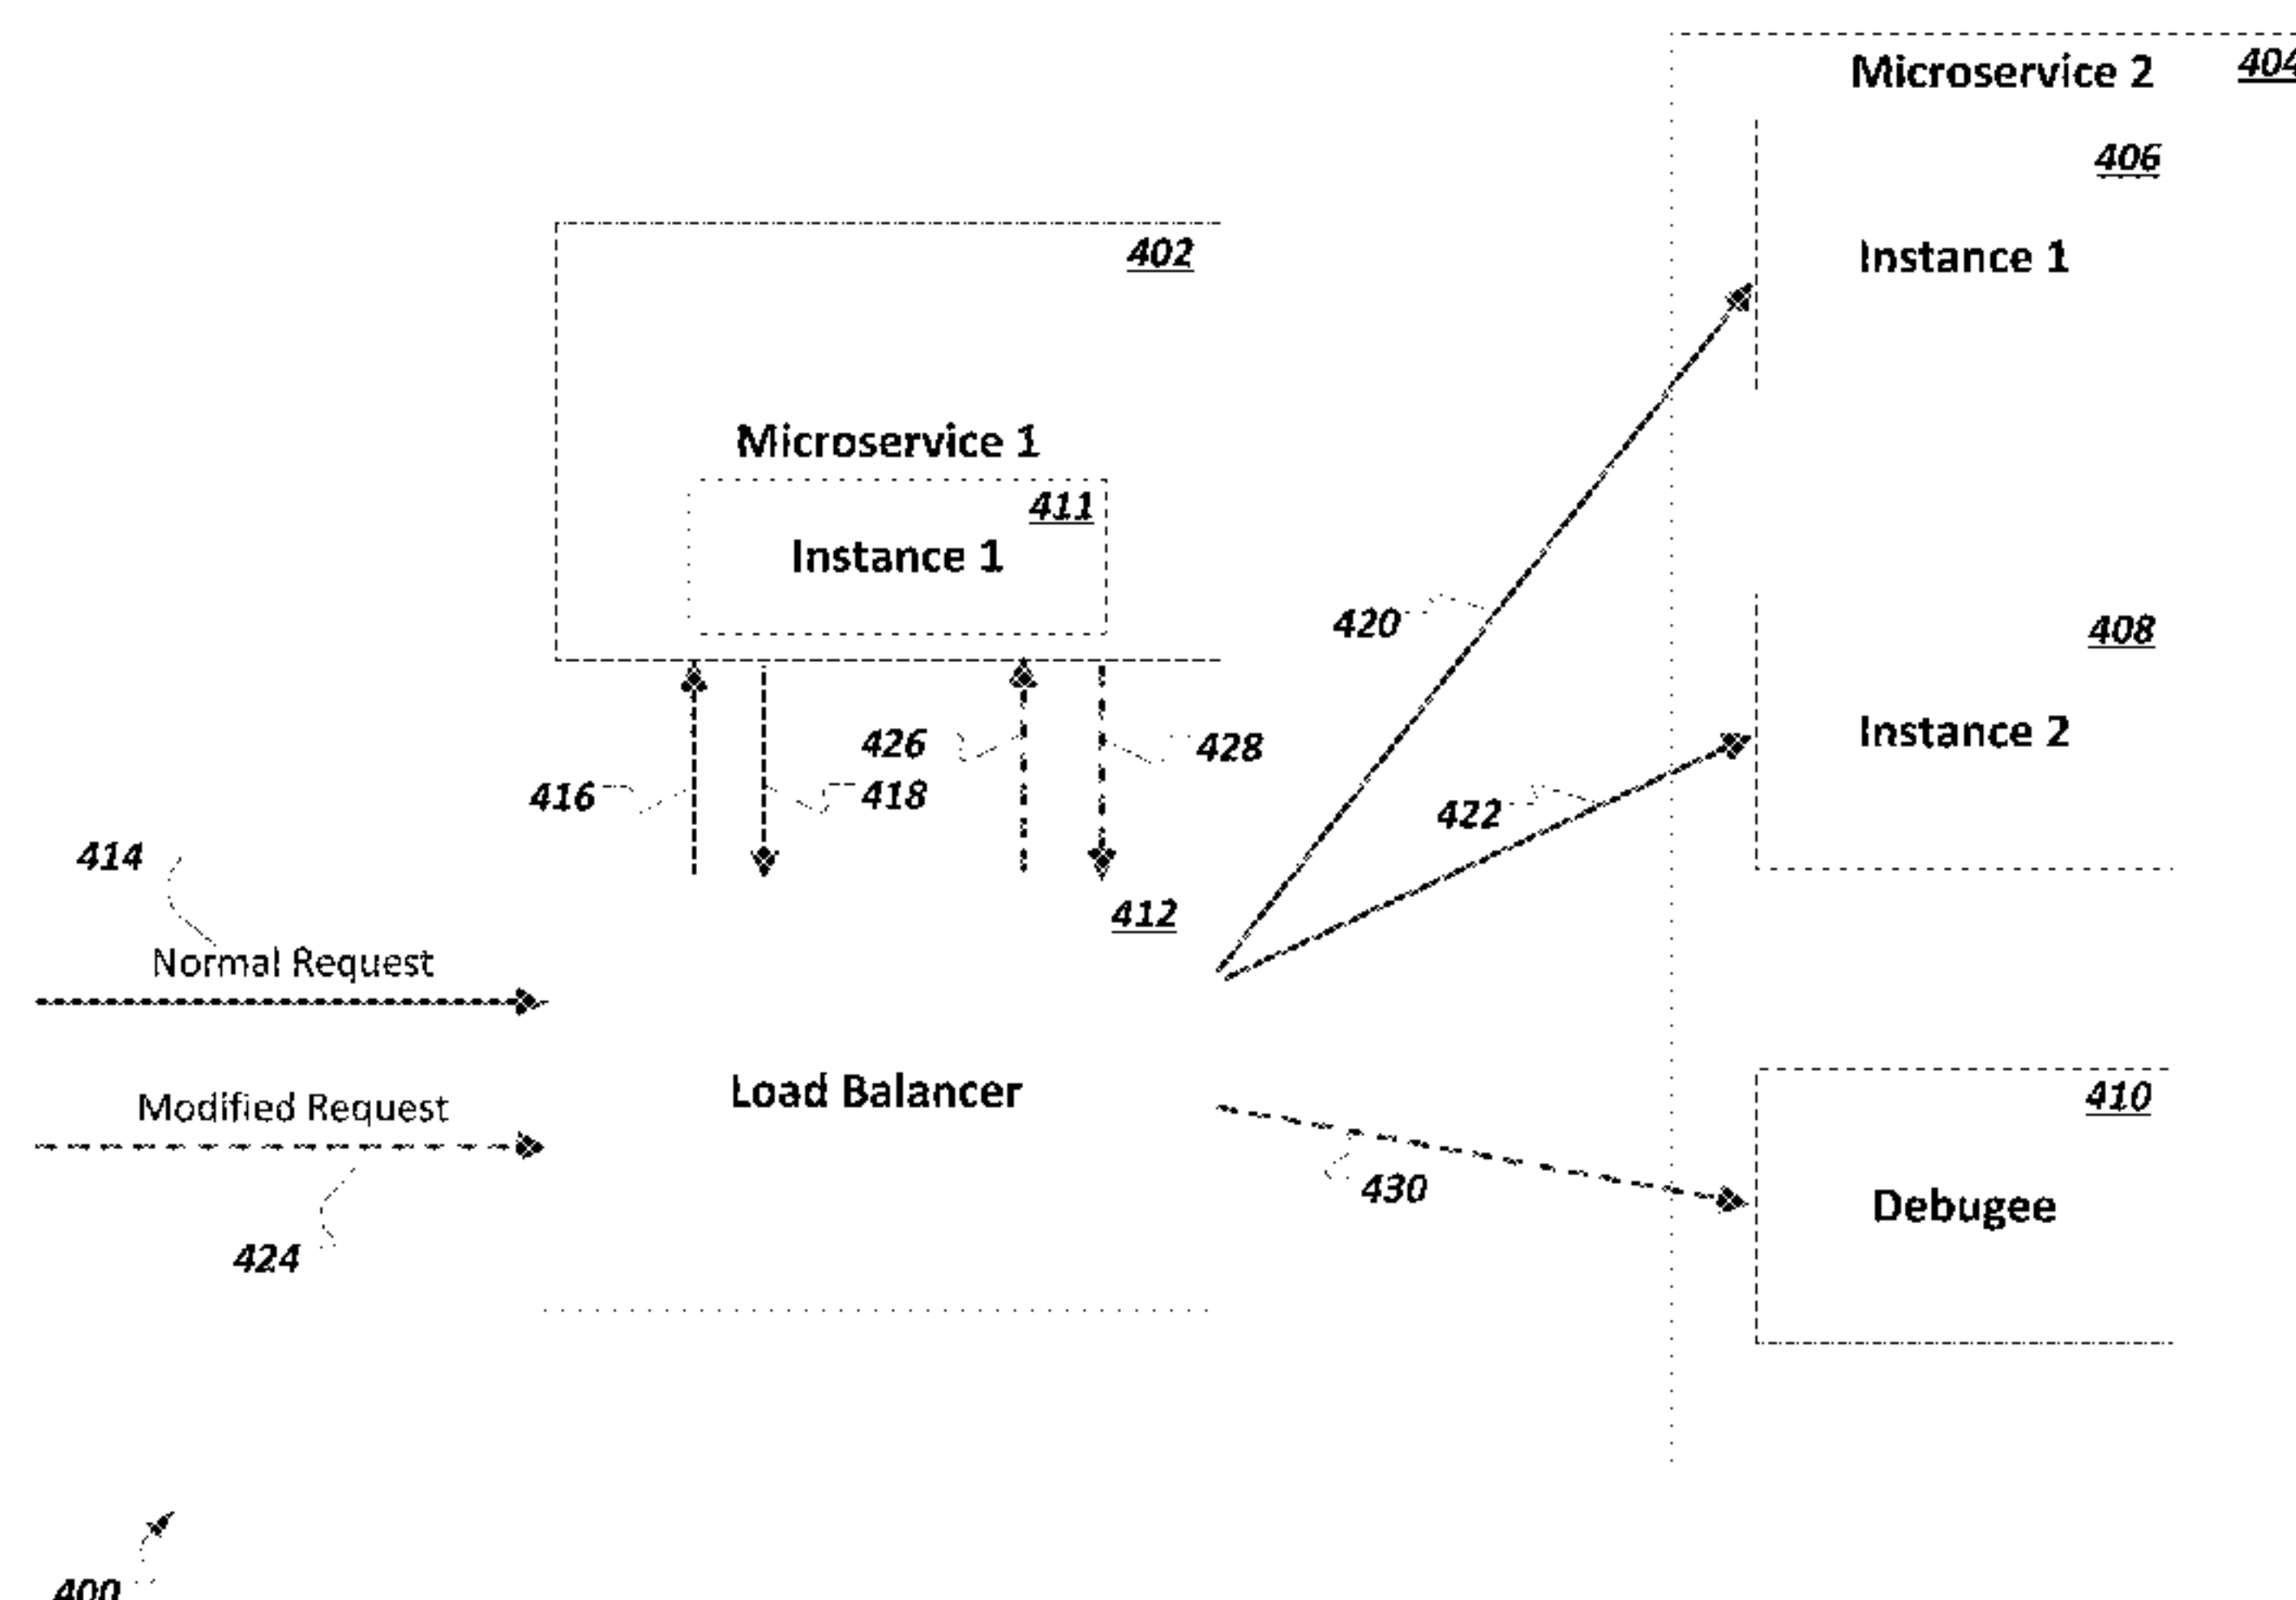 Microservice 2 404
406
Instance 1
402
Microservice 1
411
Instance 1
420
408
Instance 2
426
428
416
418
422
414
412
Normal Request
Load Balancer
Modified Request
410
430
Debugee
424
400